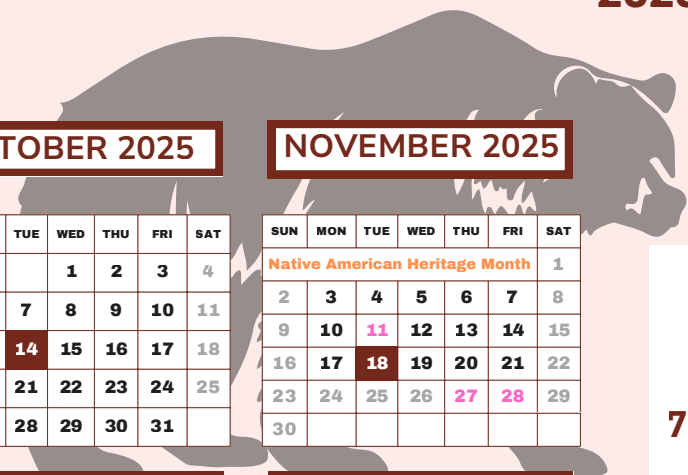 TOBER 2025
TUE WED THU FRI SAT
1 2 3 4
7 8 9 10 11
14 15 16 17 18
21 22 23 24 25
28 29 30 31
NOVEMBER 2025
SUN MON TUE WED THU FRI SAT
Native American Heritage Month 1
2 3 4 5 6 7 8
9 10 11 12 13 14 15
16 17 18 19 20 21 22
23 24 25 26 27 28 29
30
7